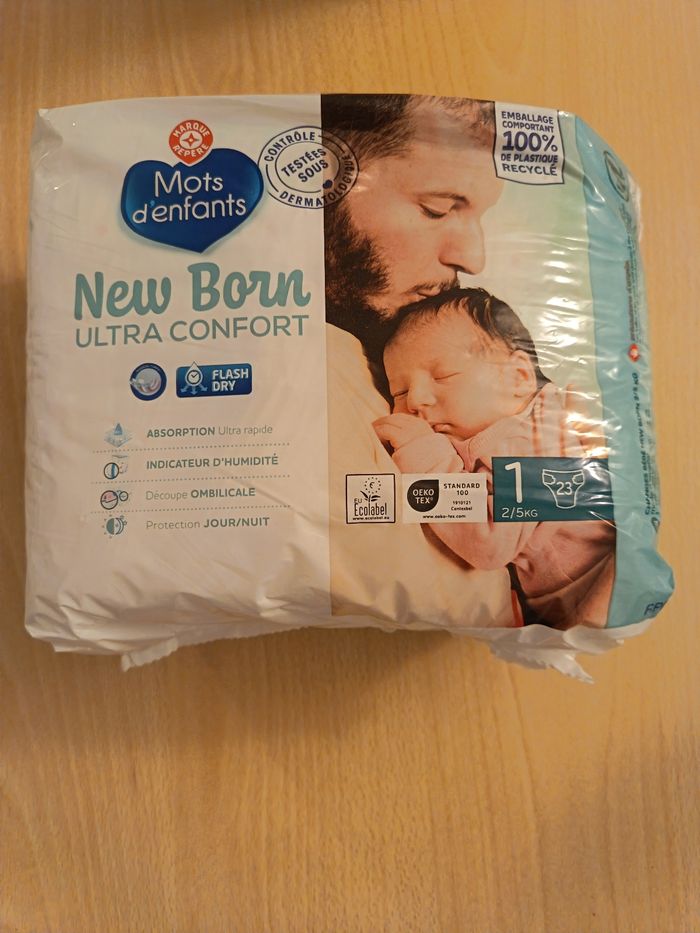 MARQUE
REPÈRE
Mots
d'enfants
CONTRÔLE
TESTÉES
SOUS
DERMATOLOGIQUE
EMBALLAGE
COMPORTANT
100%
DE PLASTIQUE
RECYCLÉ
New Born
ULTRA CONFORT
FLASH
DRY
ABSORPTION Ultra rapide
INDICATEUR D'HUMIDITÉ
Découpe OMBILICALE
Protection JOUR/NUIT
EU
Ecolabel
www.ecolabel.eu
OEKO
TEX®
STANDARD
100
1910121
Centexbel
www.oeko-tex.com
1
2/5KG
23